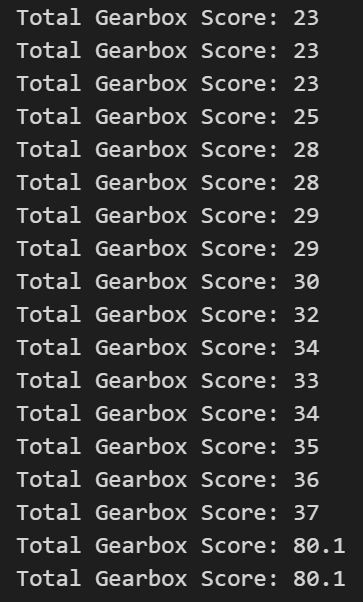 Total Gearbox Score: 23
Total Gearbox Score: 23
Total Gearbox Score: 23
Total Gearbox Score: 25
Total Gearbox Score: 28
Total Gearbox Score: 28
Total Gearbox Score: 29
Total Gearbox Score: 29
Total Gearbox Score: 30
Total Gearbox Score: 32
Total Gearbox Score: 34
Total Gearbox Score: 33
Total Gearbox Score: 34
Total Gearbox Score: 35
Total Gearbox Score: 36
Total Gearbox Score: 37
Total Gearbox Score: 80.1
Total Gearbox Score: 80.1